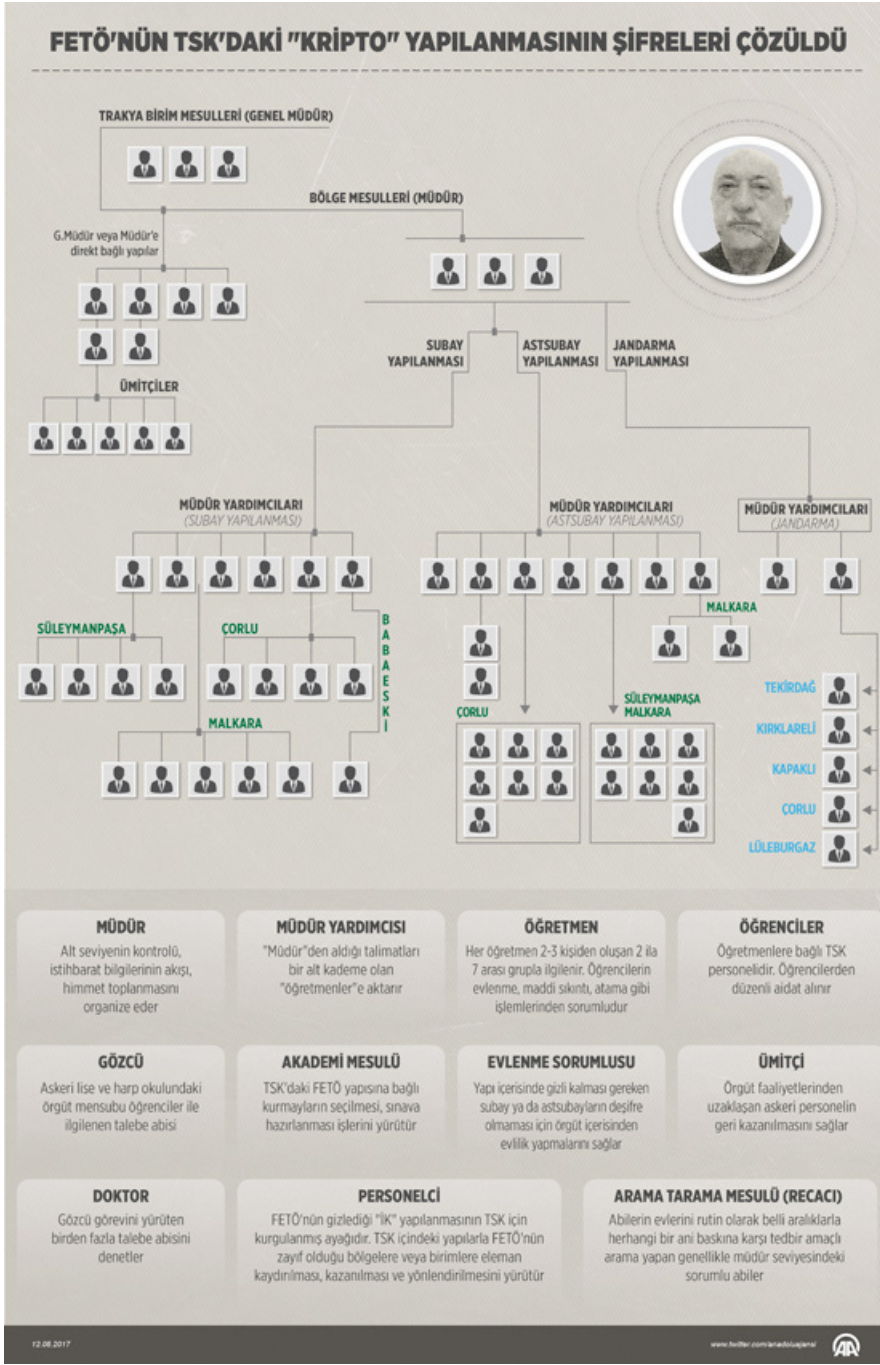 FETÖ'NÜN TSK'DAKİ "KRİPTO" YAPILANMASININ ŞİFRELERİ ÇÖZÜLDÜ
TRAKYA BİRİM MESULLERİ (GENEL MÜDÜR)
BÖLGE MESULLERİ (MÜDÜR)
G.Müdür veya Müdür'e
direkt bağlı yapılar
ÜMİTÇİLER
SUBAY
YAPILANMASI
ASTSUBAY
YAPILANMASI
JANDARMA
YAPILANMASI
MÜDÜR YARDIMCILARI
(SUBAY YAPILANMASI)
MÜDÜR YARDIMCILARI
(ASTSUBAY YAPILANMASI)
MÜDÜR YARDIMCILARI
(JANDARMA)
SÜLEYMANPAŞA
ÇORLU
BABAESKİ
MALKARA
MALKARA
ÇORLU
SÜLEYMANPAŞA
MALKARA
TEKİRDAĞ
KIRKLARELİ
KAPAKLI
ÇORLU
LÜLEBURGAZ
MÜDÜR
Alt seviyenin kontrolü,
istihbarat bilgilerinin akışı,
himmet toplanmasını
organize eder
MÜDÜR YARDIMCISI
"Müdür"den aldığı talimatları
bir alt kademe olan
"öğretmenler"e aktarır
ÖĞRETMEN
Her öğretmen 2-3 kişiden oluşan 2 ila
7 arası grupla ilgilenir. Öğrencilerin
evlenme, maddi sıkıntı, atama gibi
işlemlerinden sorumludur
ÖĞRENCİLER
Öğretmenlere bağlı TSK
personelidir. Öğrencilerden
düzenli aidat alınır
GÖZCÜ
Askeri lise ve harp okulundaki
örgüt mensubu öğrenciler ile
ilgilenen talebe abisi
AKADEMİ MESULÜ
TSK'daki FETÖ yapısına bağlı
kurmayların seçilmesi, sınava
hazırlanması işlerini yürütür
EVLENME SORUMLUSU
Yapı içerisinde gizli kalması gereken
subay ya da astsubayların deşifre
olmaması için örgüt içerisinden
evlilik yapmalarını sağlar
ÜMİTÇİ
Örgüt faaliyetlerinden
uzaklaşan askeri personelin
geri kazanılmasını sağlar
DOKTOR
Gözcü görevini yürüten
birden fazla talebe abisini
denetler
PERSONELCİ
FETÖ'nün gizlediği "İK" yapılanmasının TSK için
kurgulanmış ayağıdır. TSK içindeki yapılarla FETÖ'nün
zayıf olduğu bölgelere veya birimlere eleman
kaydırılması, kazanılması ve yönlendirilmesini yürütür
ARAMA TARAMA MESULÜ (RECACI)
Abilerin evlerini rutin olarak belli aralıklarla
herhangi bir ani baskına karşı tedbir amaçlı
arama yapan genellikle müdür seviyesindeki
sorumlu abiler
12.08.2017
www.twitter.com/anadoluajansi
AA